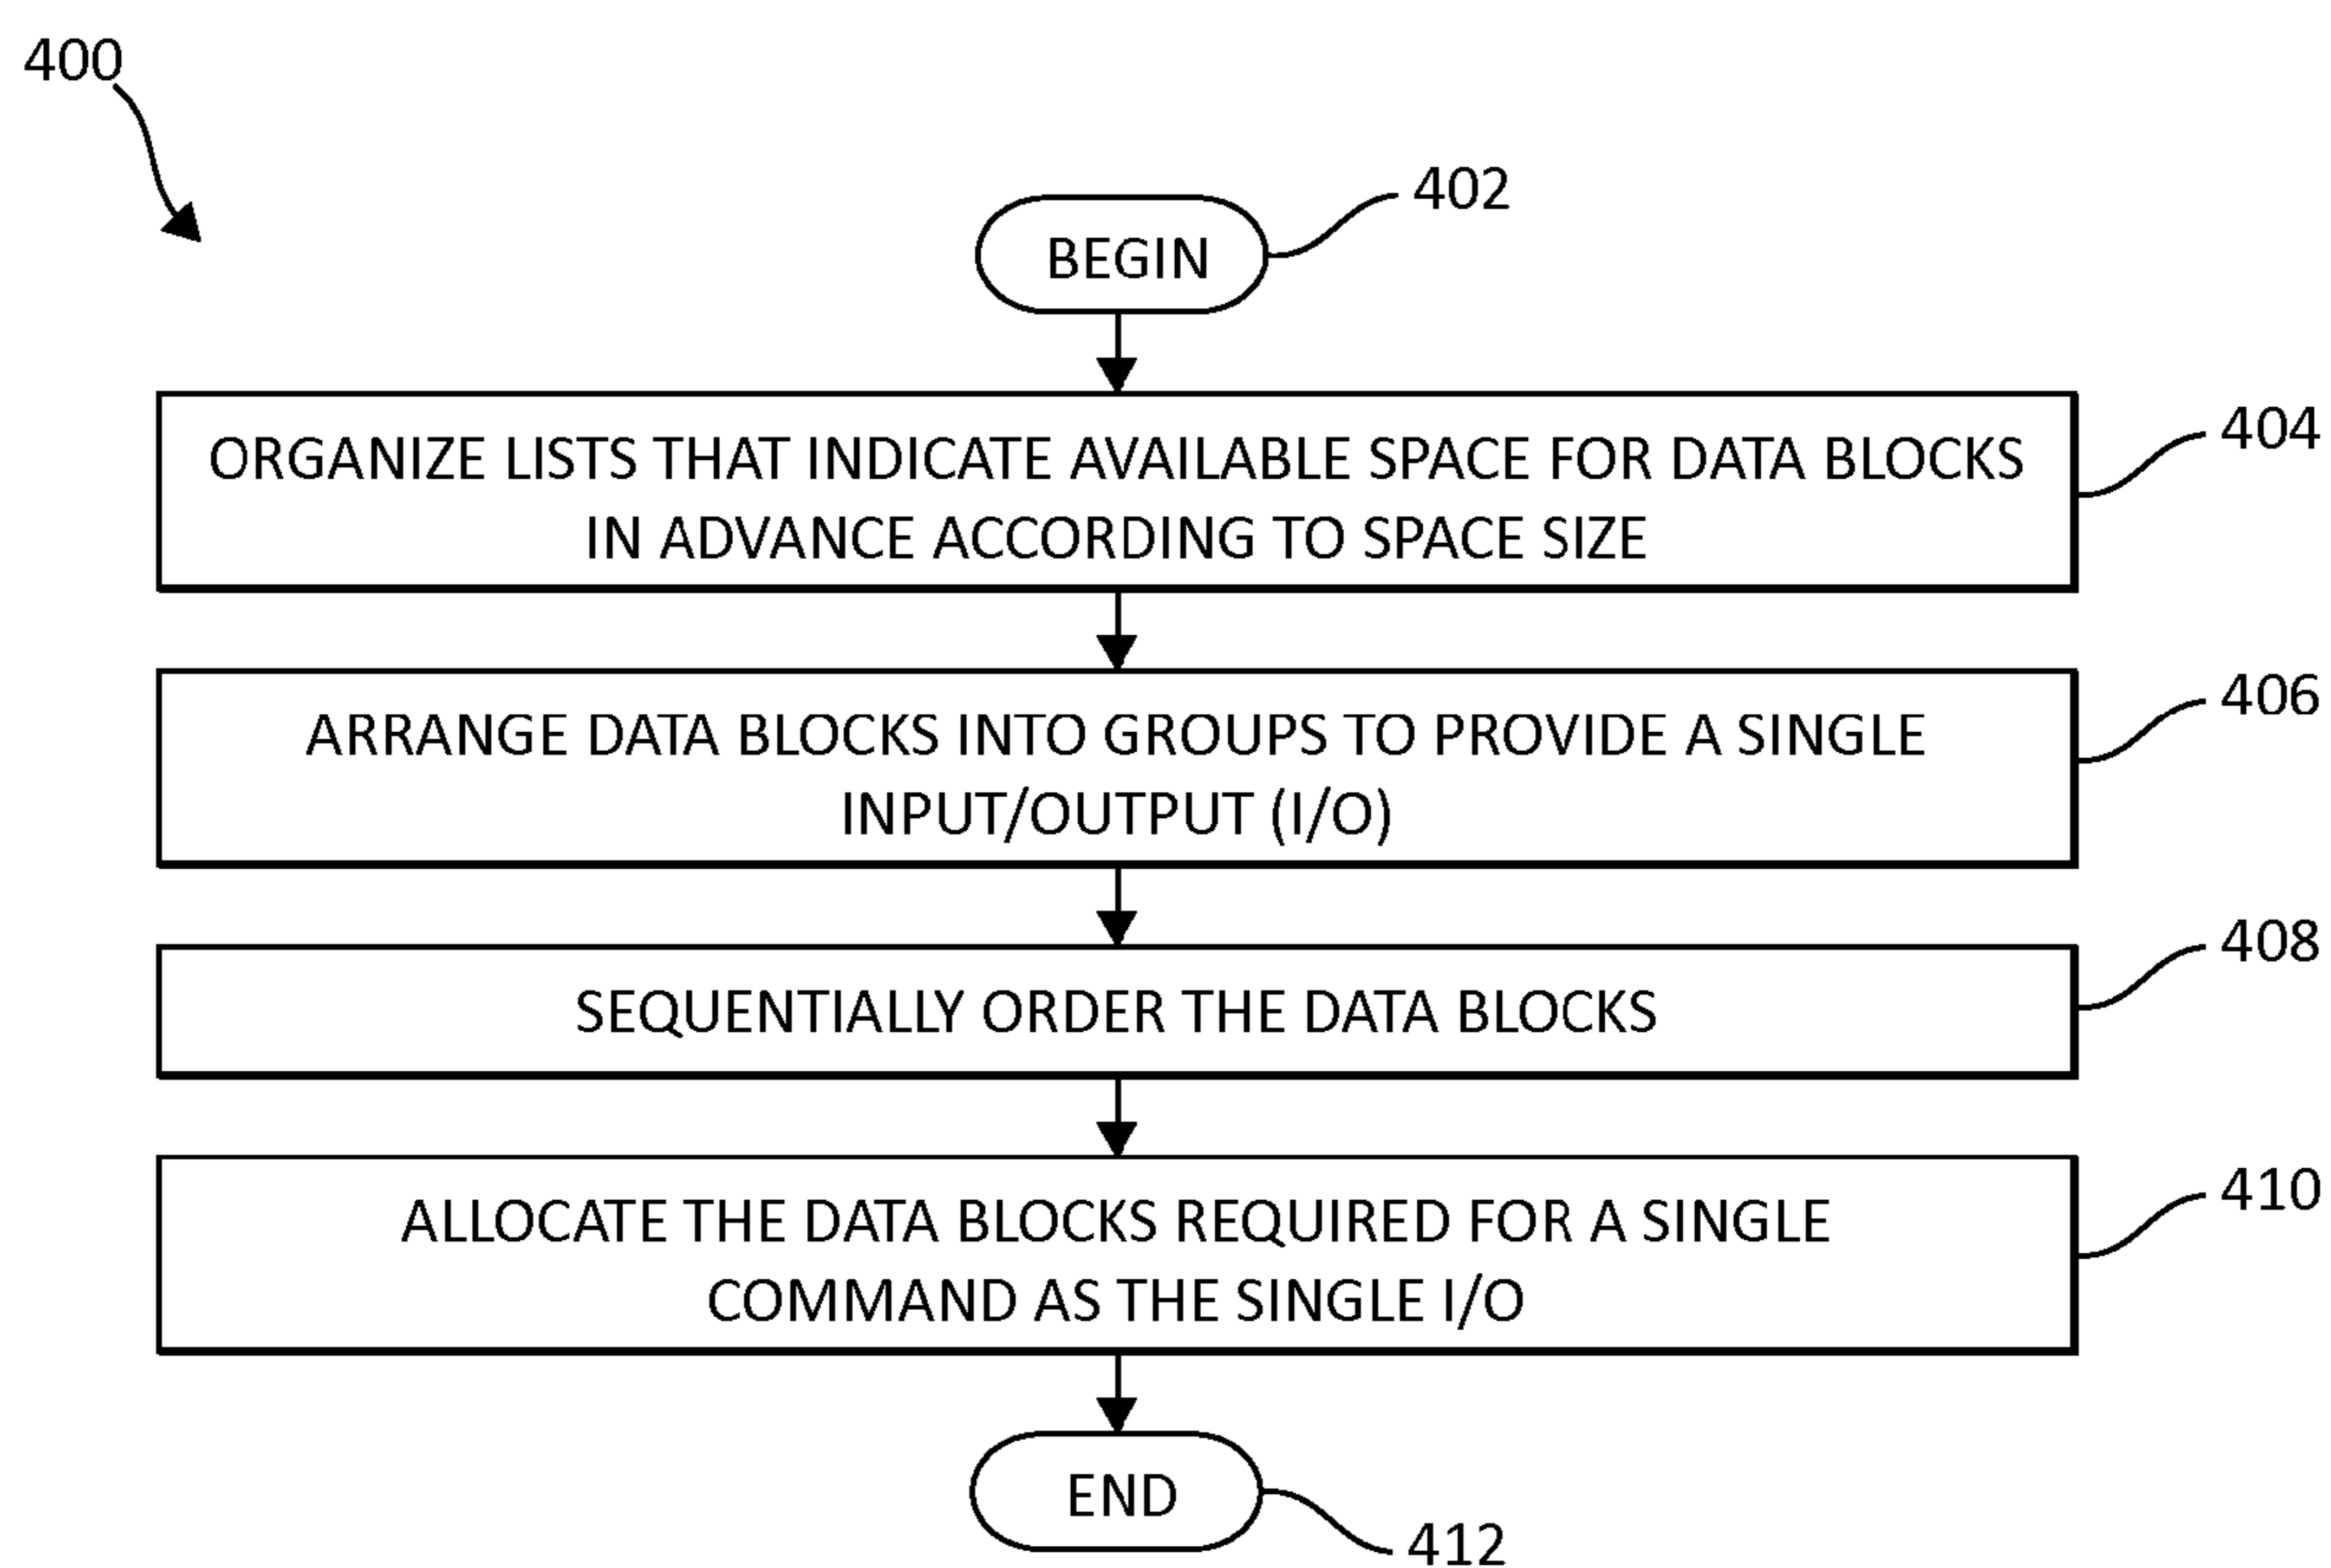 400
402
BEGIN
404
ORGANIZE LISTS THAT INDICATE AVAILABLE SPACE FOR DATA BLOCKS
IN ADVANCE ACCORDING TO SPACE SIZE
406
ARRANGE DATA BLOCKS INTO GROUPS TO PROVIDE A SINGLE
INPUT/OUTPUT (I/O)
408
SEQUENTIALLY ORDER THE DATA BLOCKS
410
ALLOCATE THE DATA BLOCKS REQUIRED FOR A SINGLE
COMMAND AS THE SINGLE I/O
END
412